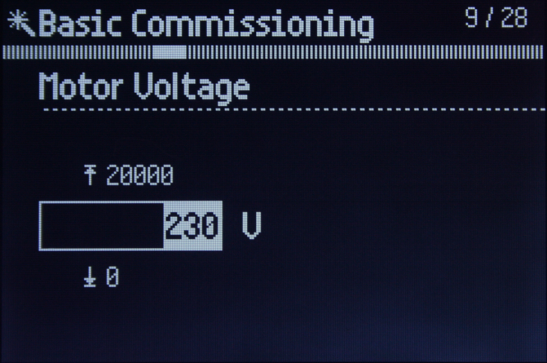 Basic Commissioning 9/28
Motor Voltage
20000
230 V
0